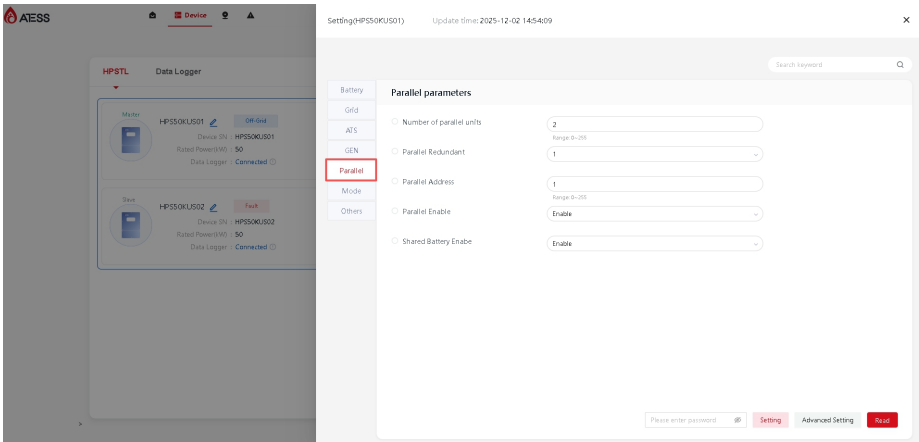 ATESS
Device
Setting(HPS50KUS01)
Update time: 2025-12-02 14:54:09
Search keyword
HPSTL
Data Logger
Master
HPS50KUS01
Off-Grid
Device SN : HPS50KUS01
Rated Power(kW) : 50
Data Logger : Connected
Slave
HPS50KUS02
Fault
Device SN : HPS50KUS02
Rated Power(kW) : 50
Data Logger : Connected
Battery
Grid
ATS
GEN
Parallel
Mode
Others
Parallel parameters
Number of parallel units
2
Range: 0~255
Parallel Redundant
1
Parallel Address
1
Range: 0~255
Parallel Enable
Enable
Shared Battery Enabe
Enable
Please enter password
Setting
Advanced Setting
Read